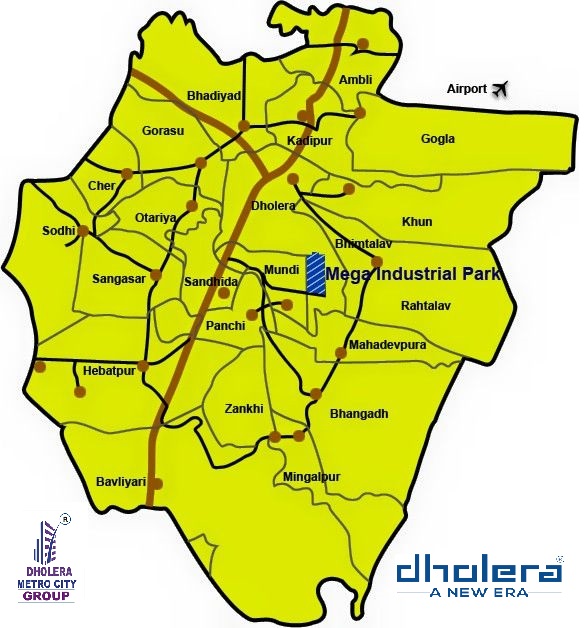 Ambli
Airport
Bhadiyad
Gorasu
Kadipur
Gogla
Cher
Dholera
Otariya
Khun
Sodhi
Bhimtalav
Sangasar
Sandhida
Mundi
Mega Industrial Park
Rahtalav
Panchi
Mahadevpura
Hebatpur
Zankhi
Bhangadh
Mingalpur
Bavliyari
R
DHOLERA
METRO CITY
GROUP
dholera®
A NEW ERA